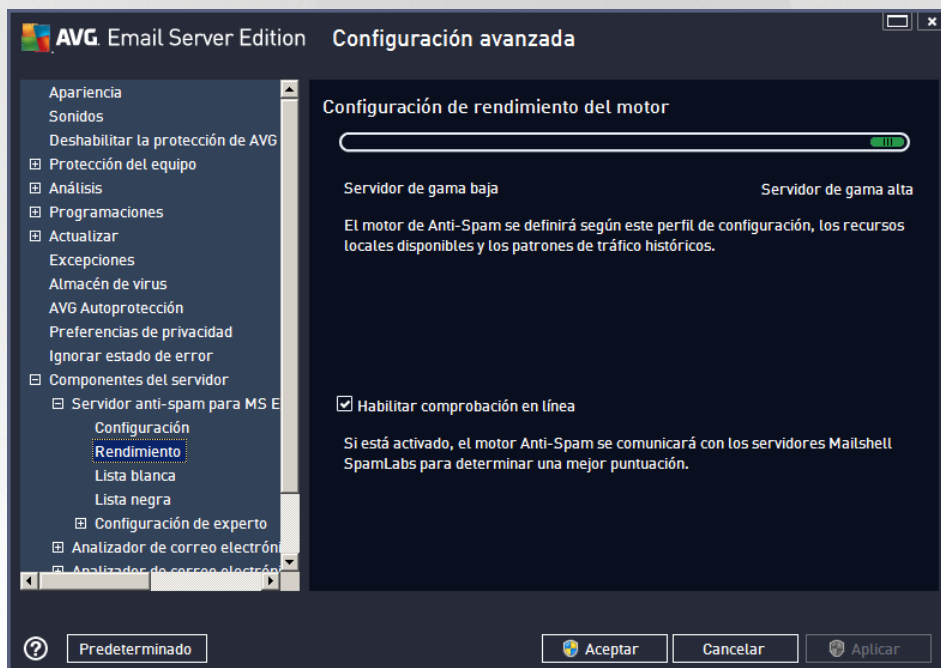 AVG. Email Server Edition
Configuración avanzada
Apariencia
Sonidos
Deshabilitar la protección de AVG
Protección del equipo
Análisis
Programaciones
Actualizar
Excepciones
Almacén de virus
AVG Autoprotección
Preferencias de privacidad
Ignorar estado de error
Componentes del servidor
Servidor anti-spam para MS E
Configuración
Rendimiento
Lista blanca
Lista negra
Configuración de experto
Analizador de correo electróni
Analizador de correo electróni
Configuración de rendimiento del motor
Servidor de gama baja
Servidor de gama alta
El motor de Anti-Spam se definirá según este perfil de configuración, los recursos
locales disponibles y los patrones de tráfico históricos.
Habilitar comprobación en línea
Si está activado, el motor Anti-Spam se comunicará con los servidores Mailshell
SpamLabs para determinar una mejor puntuación.
Predeterminado
Aceptar
Cancelar
Aplicar